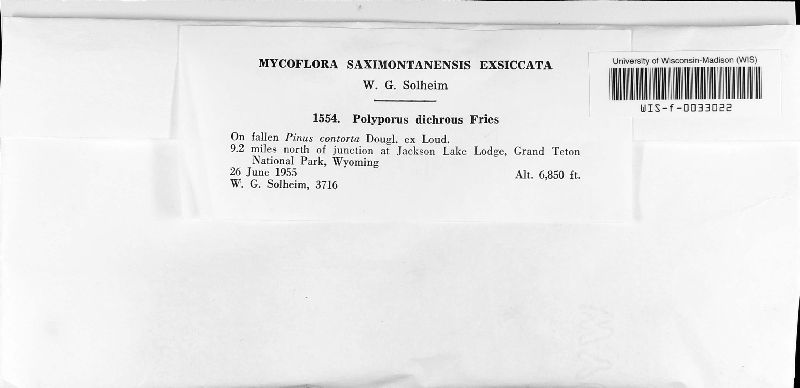 MYCOFLORA SAXIMONTANENSIS EXSICCATA
W. G. Solheim
1554. Polyporus dichrous Fries
On fallen Pinus contorta Dougl. ex Loud.
9.2 miles north of junction at Jackson Lake Lodge, Grand Teton
National Park, Wyoming
26 June 1955
Alt. 6,850 ft.
W. G. Solheim, 3716
University of Wisconsin-Madison (WIS)
WIS-f-0033022